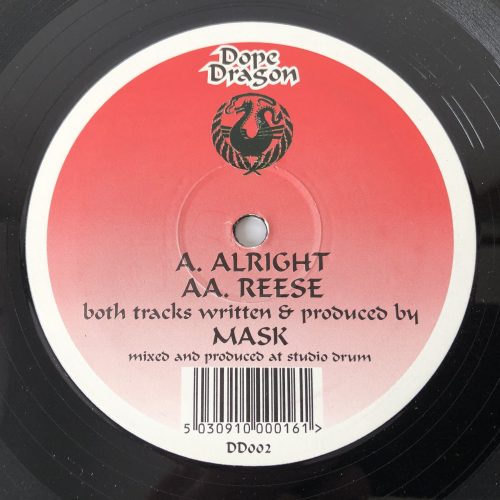 Dope
Dragon
A. ALRIGHT
AA. REESE
both tracks written & produced by
MASK
mixed and produced at studio drum
5 030910 000161 >
DD002